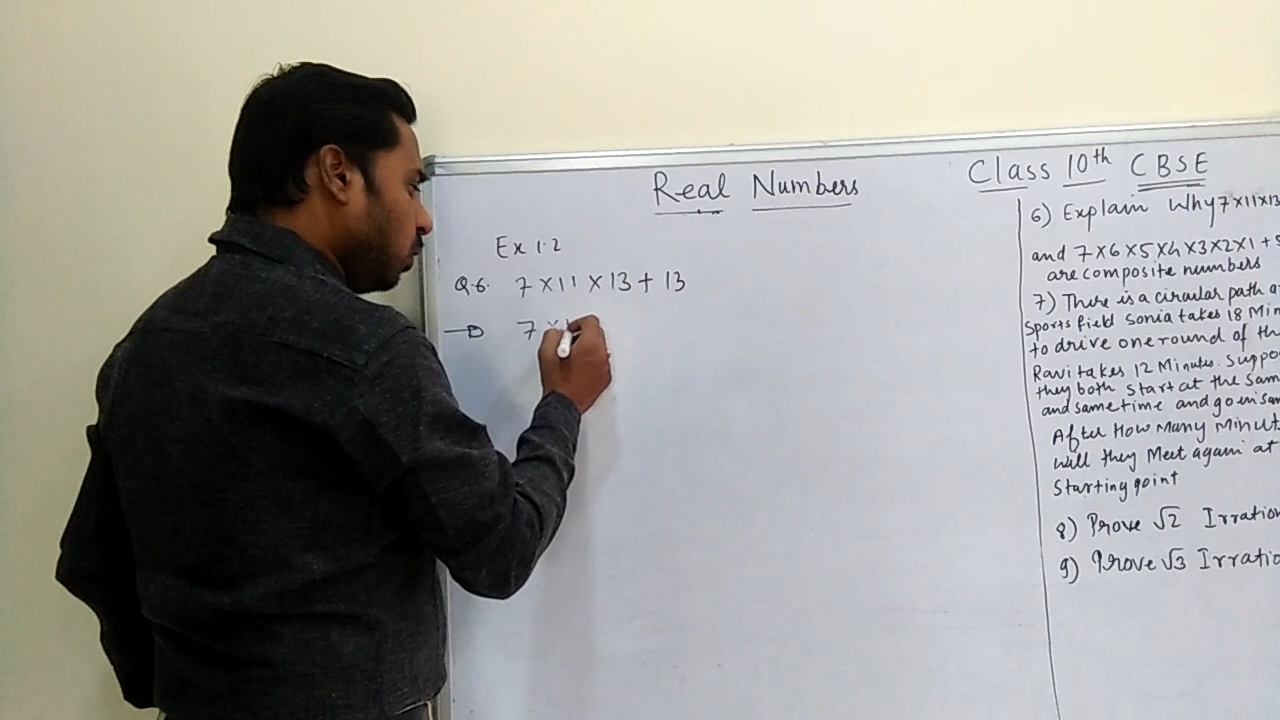 Real Numbers
Class 10th CBSE
Ex 1.2
Q.6. 7 × 11 × 13 + 13
7 ×
6) Explain Why 7×11×13
and 7×6×5×4×3×2×1 + 5
are composite numbers
7) There is a circular path a
Sports field Sonia takes 18 Min
to drive one round of the
Ravi takes 12 Minutes. Suppo
they both start at the Sam
and same time and go in sam
After How Many Minut
will they Meet again at
Starting point
8) Prove √2 Irration
9) Prove √3 Irratio